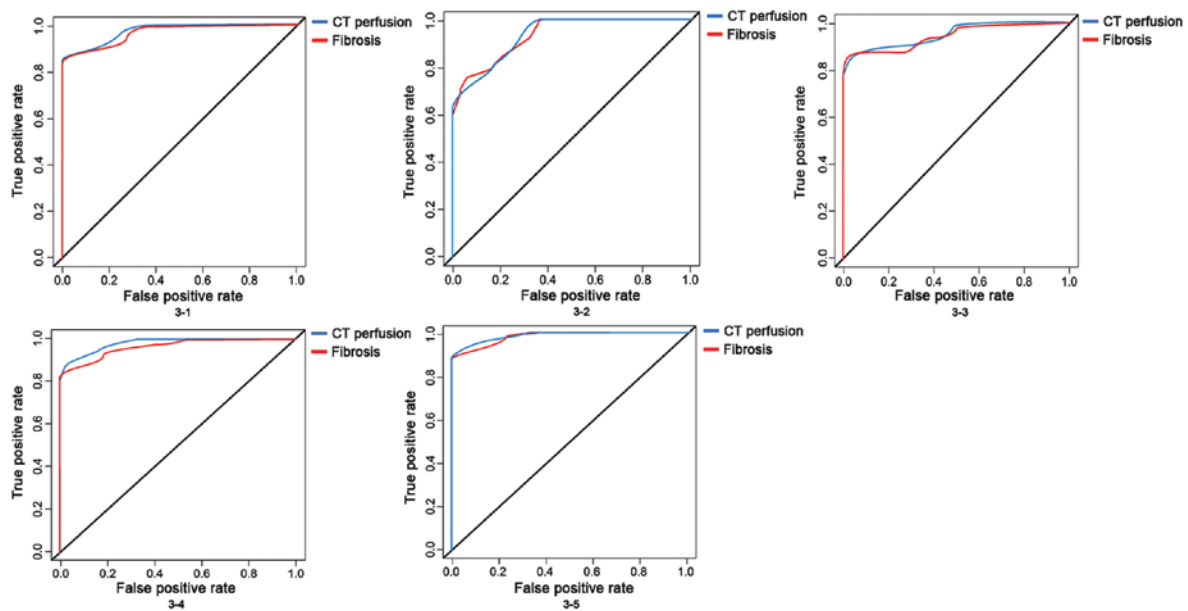 CT perfusion
Fibrosis
True positive rate
0.0 0.2 0.4 0.6 0.8 1.0
0.0 0.2 0.4 0.6 0.8 1.0
False positive rate
3-1
CT perfusion
Fibrosis
True positive rate
0.0 0.2 0.4 0.6 0.8 1.0
0.0 0.2 0.4 0.6 0.8 1.0
False positive rate
3-2
CT perfusion
Fibrosis
True positive rate
0.0 0.2 0.4 0.6 0.8 1.0
0.0 0.2 0.4 0.6 0.8 1.0
False positive rate
3-3
CT perfusion
Fibrosis
True positive rate
0.0 0.2 0.4 0.6 0.8 1.0
0.0 0.2 0.4 0.6 0.8 1.0
False positive rate
3-4
CT perfusion
Fibrosis
True positive rate
0.0 0.2 0.4 0.6 0.8 1.0
0.0 0.2 0.4 0.6 0.8 1.0
False positive rate
3-5